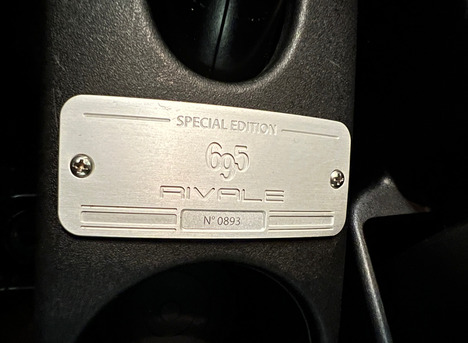 SPECIAL EDITION
695
RIVALE
N° 0893